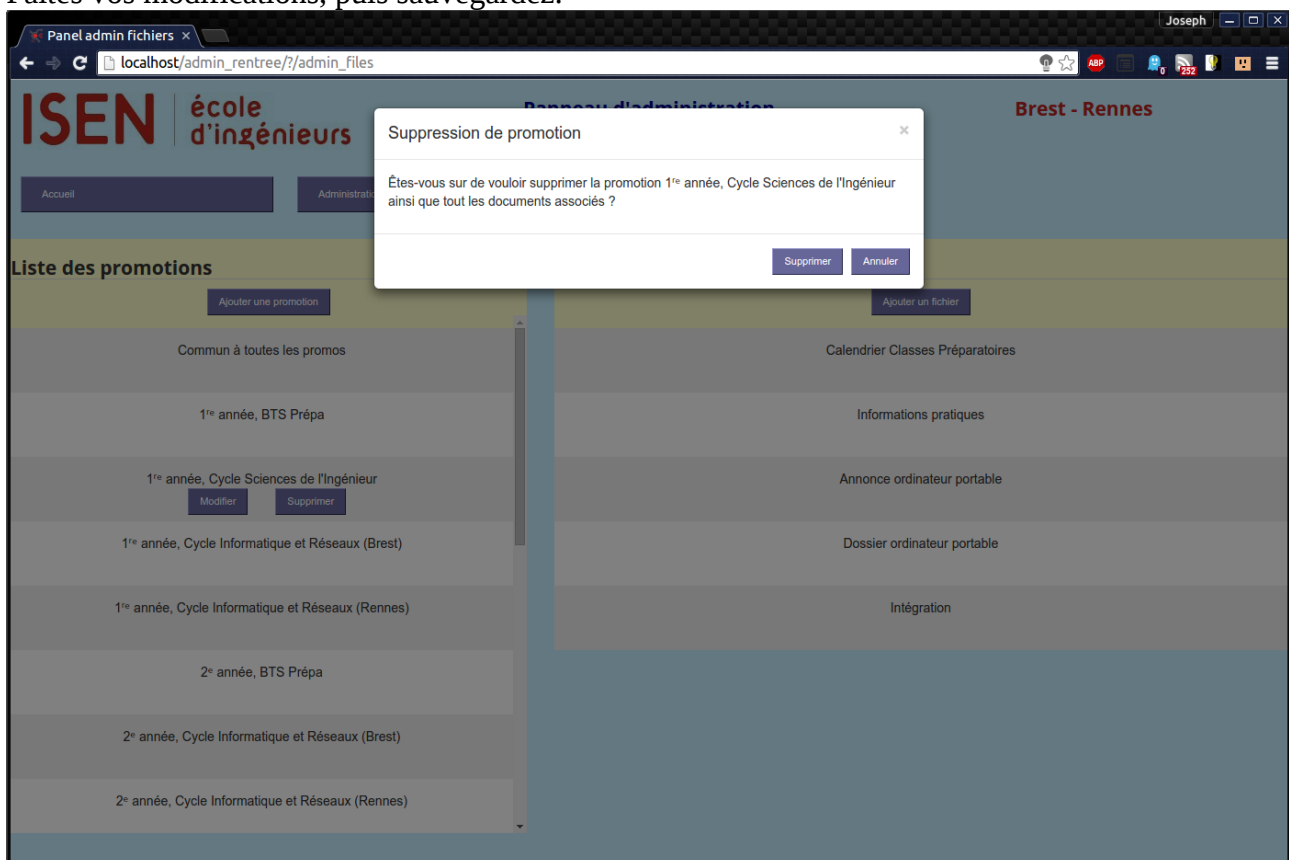 Faites vos modifications, puis sauvegardez.
Joseph
Panel admin fichiers ×
localhost/admin_rentree/?/admin_files
ABP
0
252
ISEN
école
d'ingénieurs
Panneau d'administration
Brest - Rennes
Accueil
Suppression de promotion
×
Êtes-vous sur de vouloir supprimer la promotion 1re année, Cycle Sciences de l'Ingénieur
ainsi que tout les documents associés ?
Supprimer
Annuler
Liste des promotions
Ajouter une promotion
Ajouter un fichier
Commun à toutes les promos
1re année, BTS Prépa
1re année, Cycle Sciences de l'Ingénieur
Modifier
Supprimer
1re année, Cycle Informatique et Réseaux (Brest)
1re année, Cycle Informatique et Réseaux (Rennes)
2e année, BTS Prépa
2e année, Cycle Informatique et Réseaux (Brest)
2e année, Cycle Informatique et Réseaux (Rennes)
Calendrier Classes Préparatoires
Informations pratiques
Annonce ordinateur portable
Dossier ordinateur portable
Intégration